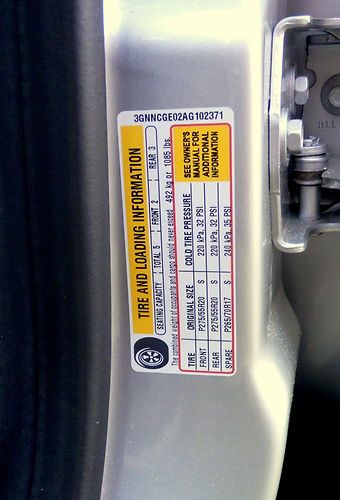 3GNNCGE02AG102371
TIRE AND LOADING INFORMATION
SEATING CAPACITY TOTAL 5 FRONT 2 REAR 3
The combined weight of occupants and cargo should never exceed 492 kg or 1085 lbs.
TIRE ORIGINAL SIZE COLD TIRE PRESSURE
FRONT P275/55R20 S 220 kPa, 32 PSI
REAR P275/55R20 S 220 kPa, 32 PSI
SPARE P265/70R17 S 240 kPa, 35 PSI
SEE OWNER'S
MANUAL FOR
ADDITIONAL
INFORMATION